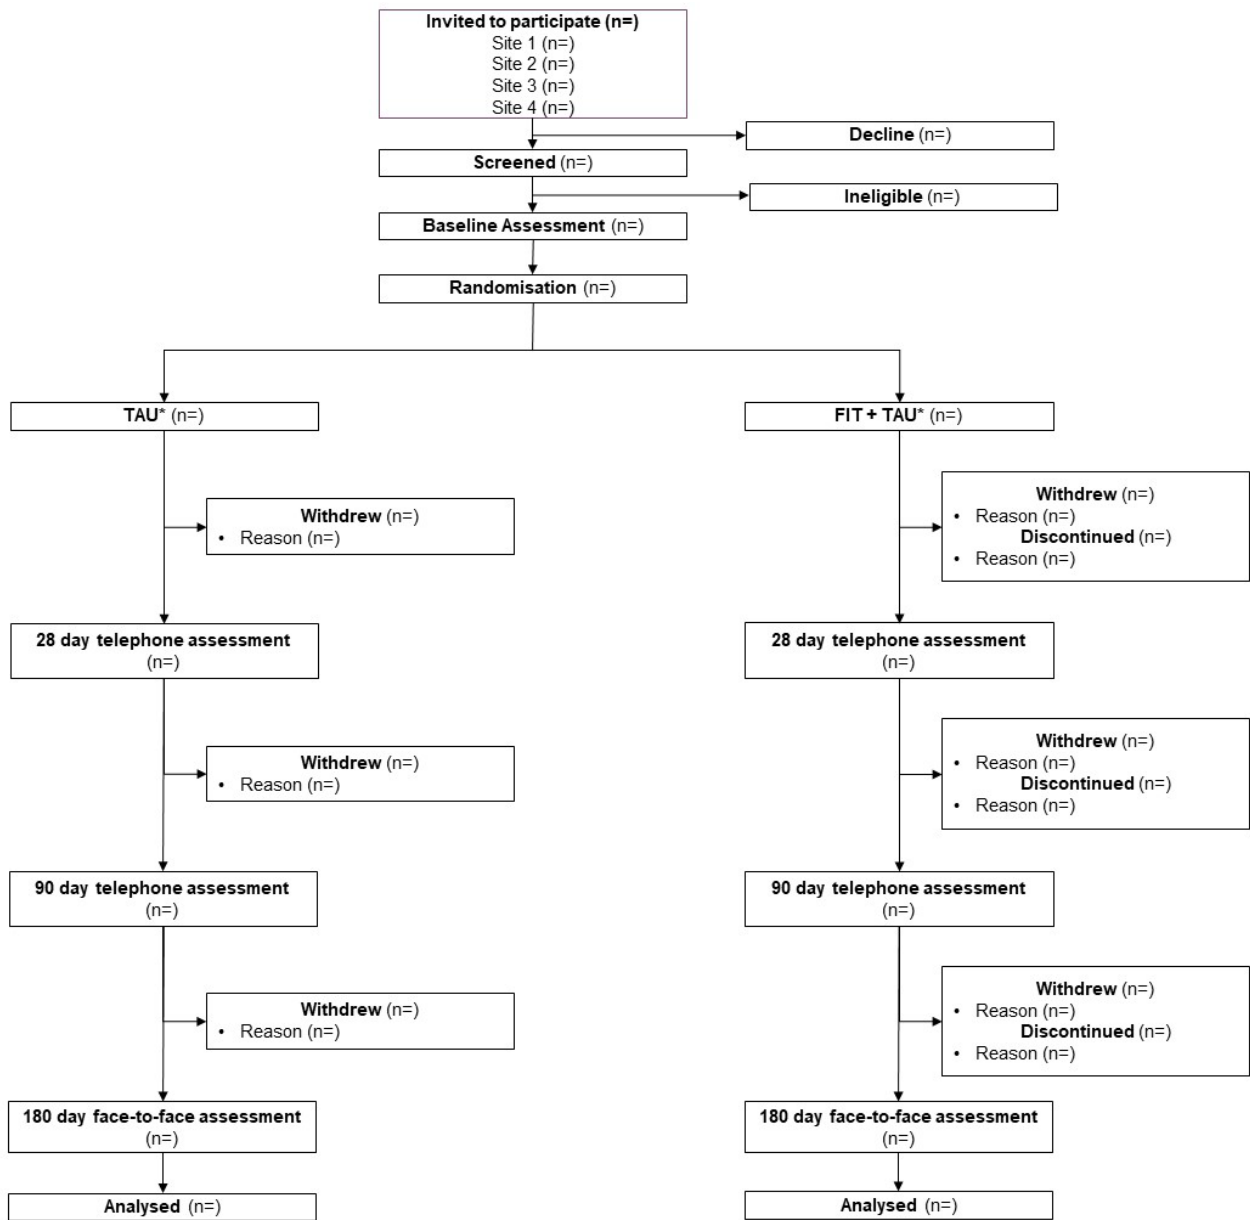 Invited to participate (n=)
Site 1 (n=)
Site 2 (n=)
Site 3 (n=)
Site 4 (n=)
Decline (n=)
Screened (n=)
Ineligible (n=)
Baseline Assessment (n=)
Randomisation (n=)
TAU* (n=)
FIT + TAU* (n=)
Withdrew (n=)
• Reason (n=)
Withdrew (n=)
• Reason (n=)
Discontinued (n=)
• Reason (n=)
28 day telephone assessment
(n=)
28 day telephone assessment
(n=)
Withdrew (n=)
• Reason (n=)
Withdrew (n=)
• Reason (n=)
Discontinued (n=)
• Reason (n=)
90 day telephone assessment
(n=)
90 day telephone assessment
(n=)
Withdrew (n=)
• Reason (n=)
Withdrew (n=)
• Reason (n=)
Discontinued (n=)
• Reason (n=)
180 day face-to-face assessment
(n=)
180 day face-to-face assessment
(n=)
Analysed (n=)
Analysed (n=)